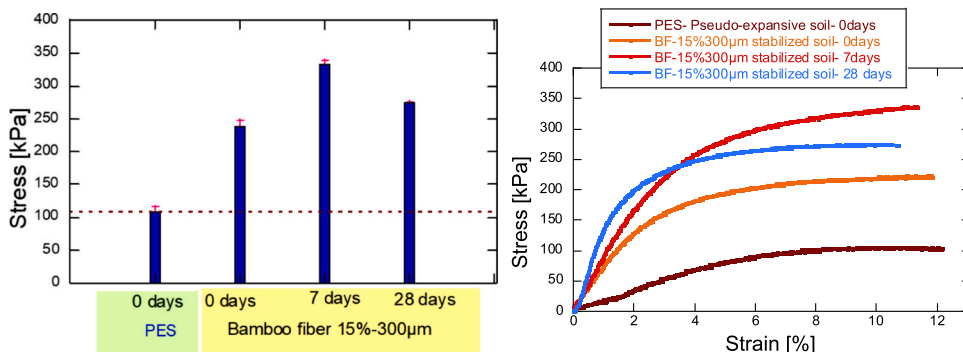 Stress [kPa]
400
350
300
250
200
150
100
50
0
0 days
0 days
7 days
28 days
PES
Bamboo fiber 15%-300µm
PES- Pseudo-expansive soil- 0days
BF-15%300µm stabilized soil- 0days
BF-15%300µm stabilized soil- 7days
BF-15%300µm stabilized soil- 28 days
Stress [kPa]
400
350
300
250
200
150
100
50
0
0
2
4
6
8
10
12
Strain [%]